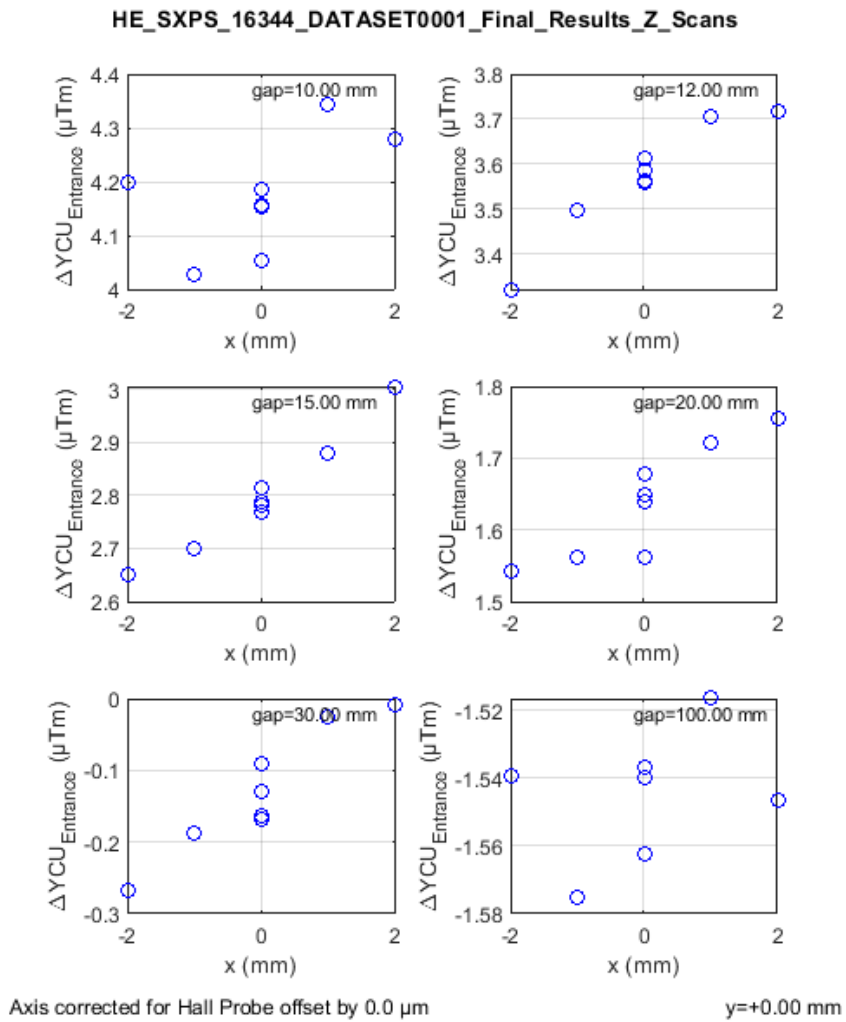 HE_SXPS_16344_DATASET0001_Final_Results_Z_Scans
gap=10.00 mm
ΔYCU_Entrance (µTm)
4.4
4.3
4.2
4.1
4
-2 0 2
x (mm)
gap=12.00 mm
ΔYCU_Entrance (µTm)
3.8
3.7
3.6
3.5
3.4
-2 0 2
x (mm)
gap=15.00 mm
ΔYCU_Entrance (µTm)
3
2.9
2.8
2.7
2.6
-2 0 2
x (mm)
gap=20.00 mm
ΔYCU_Entrance (µTm)
1.8
1.7
1.6
1.5
-2 0 2
x (mm)
gap=30.00 mm
ΔYCU_Entrance (µTm)
0
-0.1
-0.2
-0.3
-2 0 2
x (mm)
gap=100.00 mm
ΔYCU_Entrance (µTm)
-1.52
-1.54
-1.56
-1.58
-2 0 2
x (mm)
Axis corrected for Hall Probe offset by 0.0 µm
y=+0.00 mm